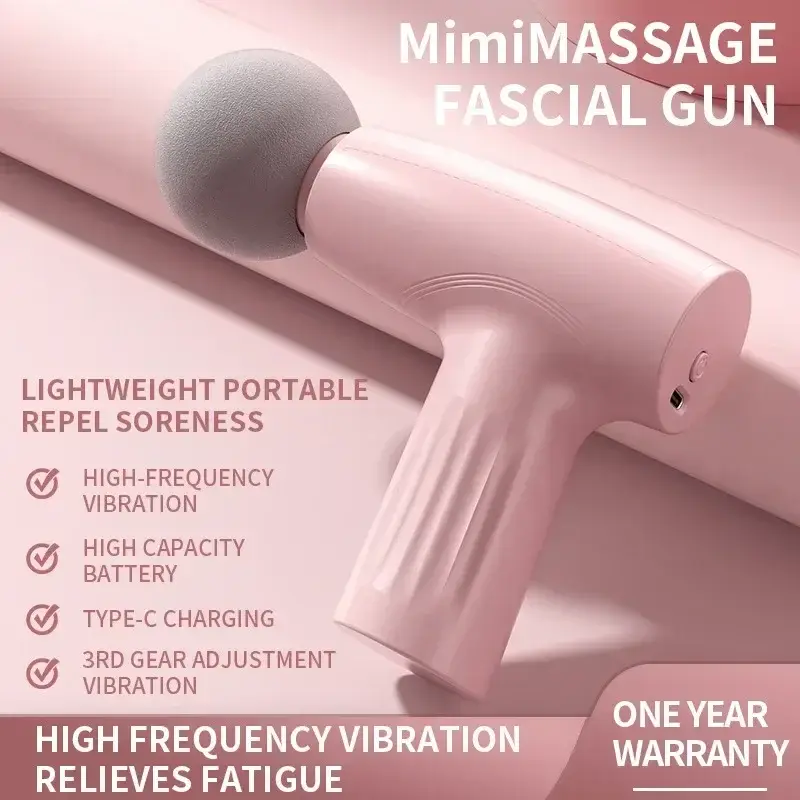 MimiMASSAGE
FASCIAL GUN
LIGHTWEIGHT PORTABLE
REPEL SORENESS
HIGH-FREQUENCY
VIBRATION
HIGH CAPACITY
BATTERY
TYPE-C CHARGING
3RD GEAR ADJUSTMENT
VIBRATION
HIGH FREQUENCY VIBRATION
RELIEVES FATIGUE
ONE YEAR
WARRANTY